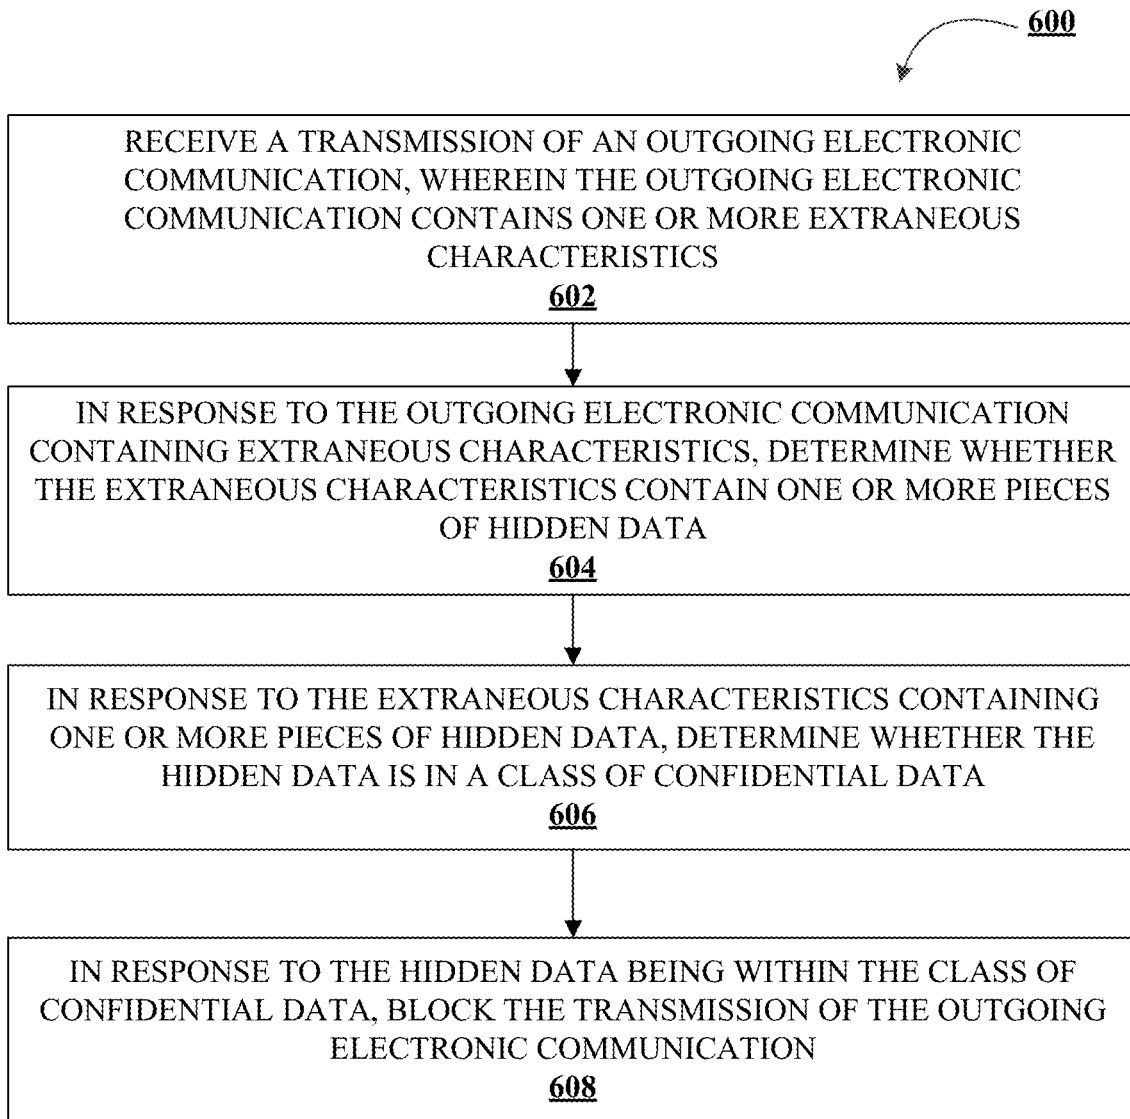 600
RECEIVE A TRANSMISSION OF AN OUTGOING ELECTRONIC
COMMUNICATION, WHEREIN THE OUTGOING ELECTRONIC
COMMUNICATION CONTAINS ONE OR MORE EXTRANEOUS
CHARACTERISTICS
602
IN RESPONSE TO THE OUTGOING ELECTRONIC COMMUNICATION
CONTAINING EXTRANEOUS CHARACTERISTICS, DETERMINE WHETHER
THE EXTRANEOUS CHARACTERISTICS CONTAIN ONE OR MORE PIECES
OF HIDDEN DATA
604
IN RESPONSE TO THE EXTRANEOUS CHARACTERISTICS CONTAINING
ONE OR MORE PIECES OF HIDDEN DATA, DETERMINE WHETHER THE
HIDDEN DATA IS IN A CLASS OF CONFIDENTIAL DATA
606
IN RESPONSE TO THE HIDDEN DATA BEING WITHIN THE CLASS OF
CONFIDENTIAL DATA, BLOCK THE TRANSMISSION OF THE OUTGOING
ELECTRONIC COMMUNICATION
608